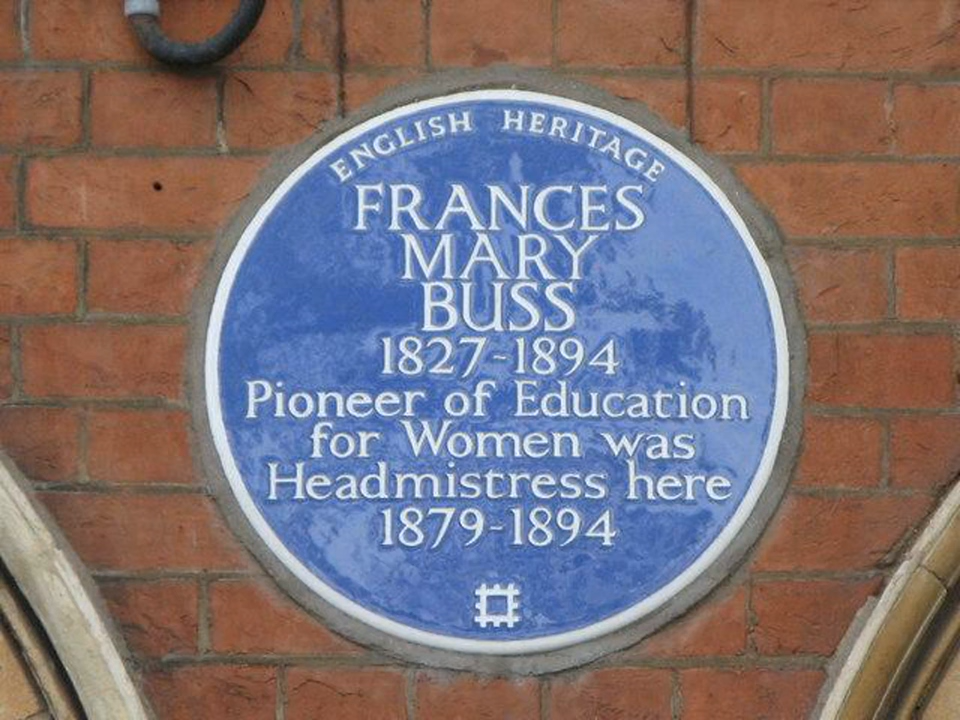 ENGLISH HERITAGE
FRANCES
MARY
BUSS
1827-1894
Pioneer of Education
for Women was
Headmistress here
1879-1894